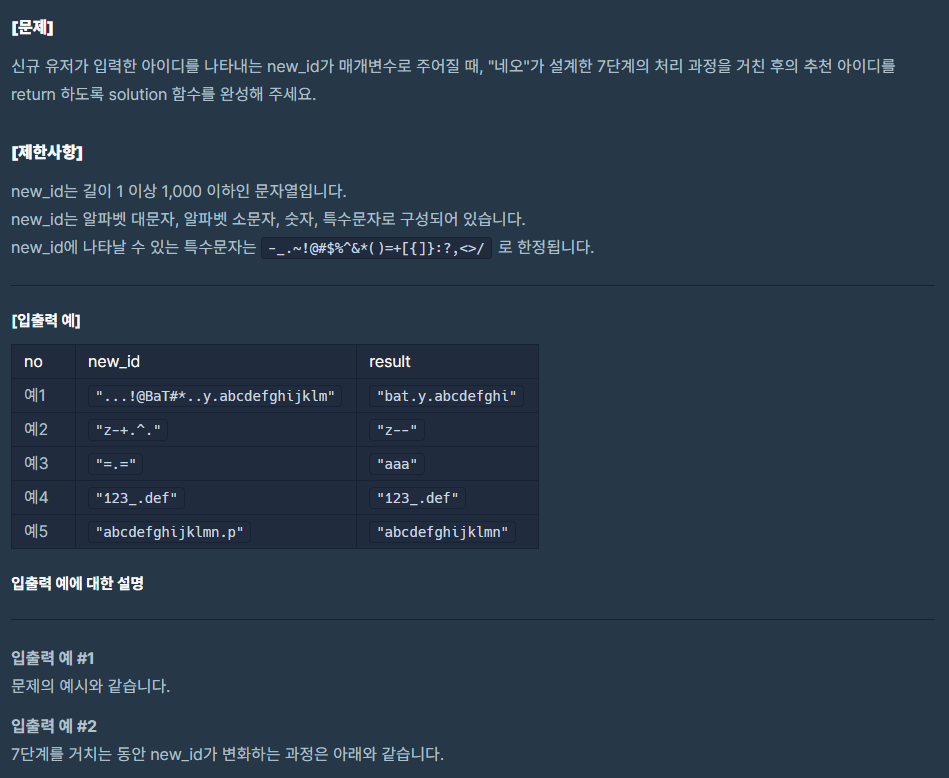 [문제]
신규 유저가 입력한 아이디를 나타내는 new_id가 매개변수로 주어질 때, "네오"가 설계한 7단계의 처리 과정을 거친 후의 추천 아이디를
return 하도록 solution 함수를 완성해 주세요.
[제한사항]
new_id는 길이 1 이상 1,000 이하인 문자열입니다.
new_id는 알파벳 대문자, 알파벳 소문자, 숫자, 특수문자로 구성되어 있습니다.
new_id에 나타날 수 있는 특수문자는 -_.~!@#$%^&*()=+[{]}:?,<>/ 로 한정됩니다.
[입출력 예]
no new_id result
예1 "...!@BaT#*..y.abcdefghijklm" "bat.y.abcdefghi"
예2 "z-+.^." "z--"
예3 "=.=" "aaa"
예4 "123_.def" "123_.def"
예5 "abcdefghijklmn.p" "abcdefghijklmn"
입출력 예에 대한 설명
입출력 예 #1
문제의 예시와 같습니다.
입출력 예 #2
7단계를 거치는 동안 new_id가 변화하는 과정은 아래와 같습니다.